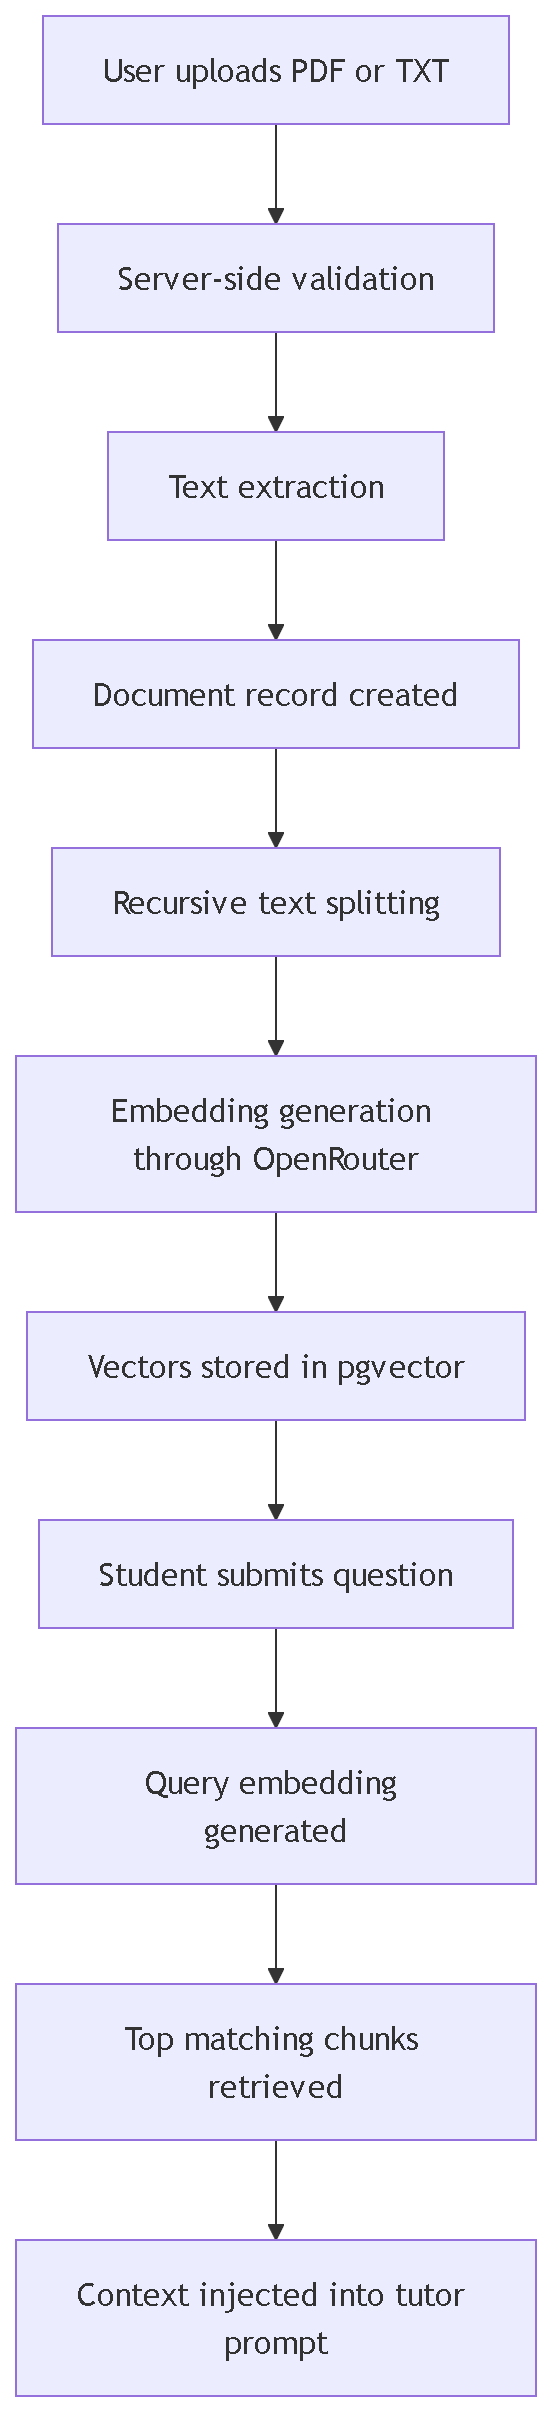 User uploads PDF or TXT
Server-side validation
Text extraction
Document record created
Recursive text splitting
Embedding generation
through OpenRouter
Vectors stored in pgvector
Student submits question
Query embedding
generated
Top matching chunks
retrieved
Context injected into tutor
prompt